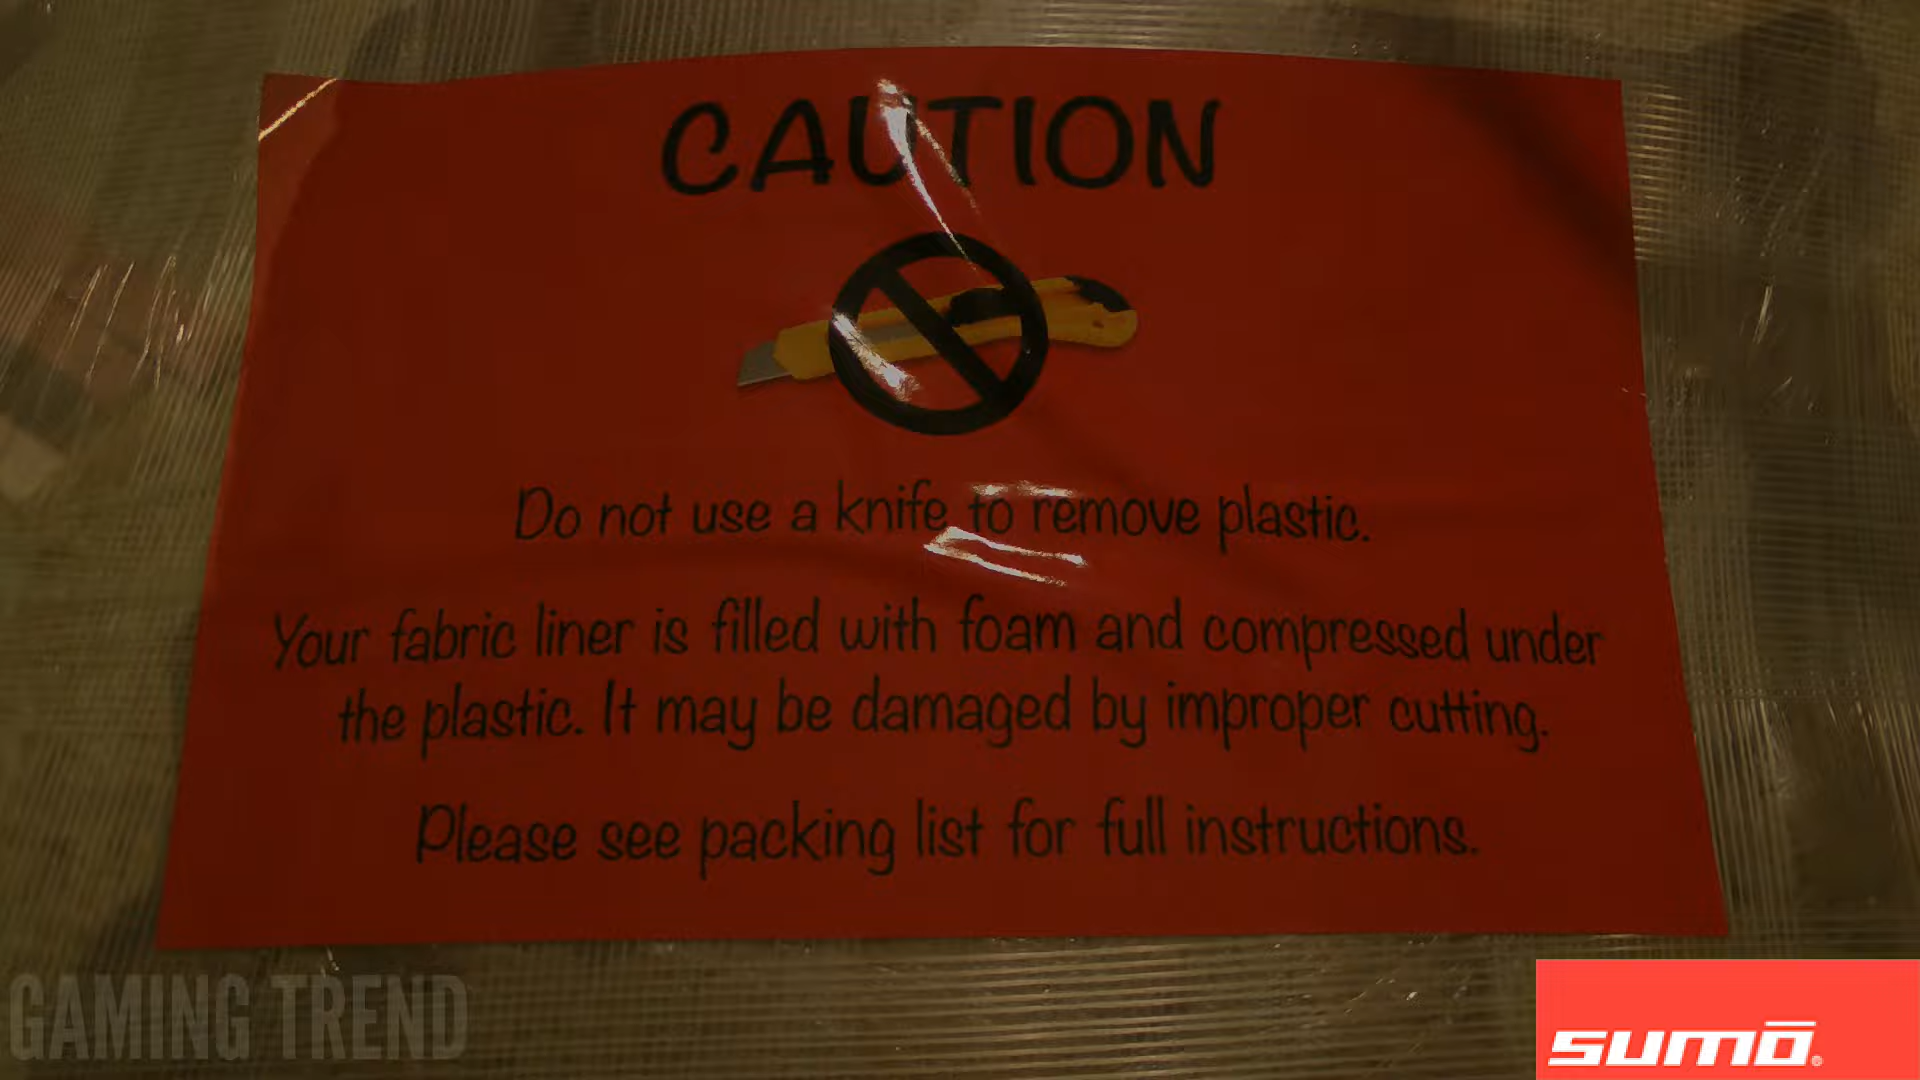 CAUTION
Do not use a knife to remove plastic.
Your fabric liner is filled with foam and compressed under
the plastic. It may be damaged by improper cutting.
Please see packing list for full instructions.
GAMING TREND
sumō®